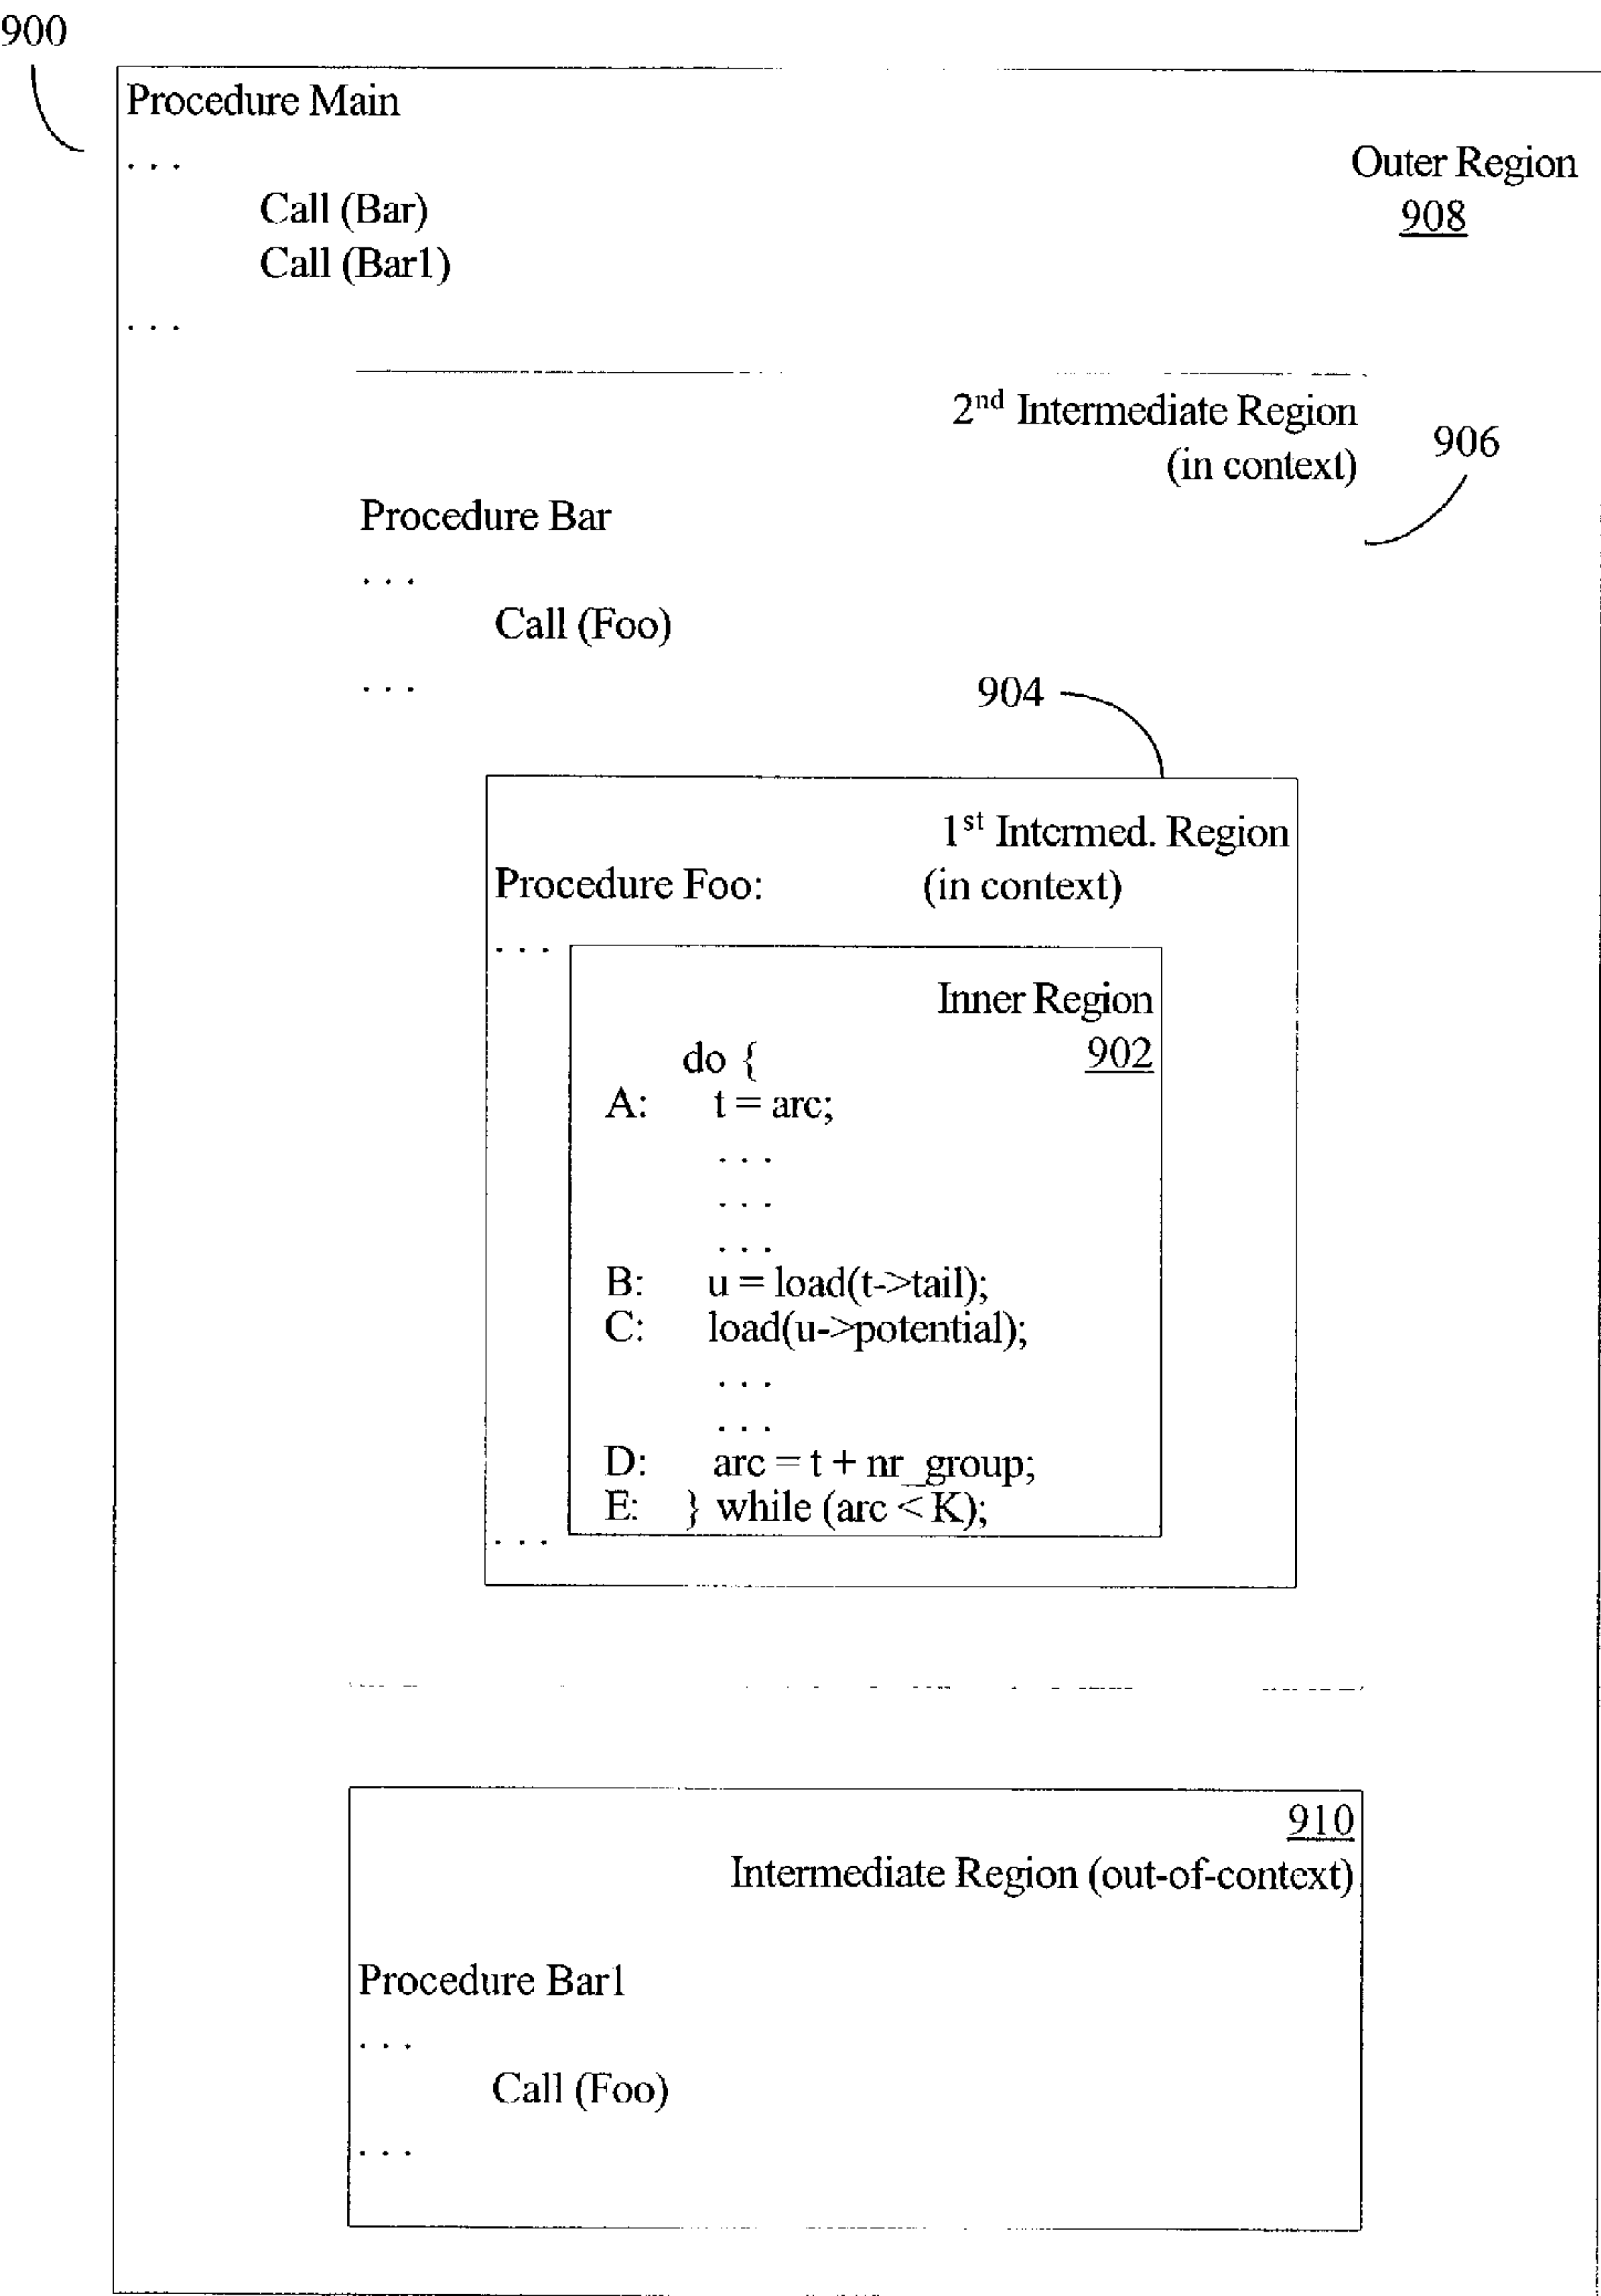 900
Procedure Main
. . .
Outer Region
908
Call (Bar)
Call (Bar1)
. . .
2nd Intermediate Region
(in context)
906
Procedure Bar
. . .
Call (Foo)
. . .
904
1st Intermed. Region
Procedure Foo: (in context)
. . .
Inner Region
902
do {
A: t = arc;
. . .
. . .
. . .
B: u = load(t->tail);
C: load(u->potential);
. . .
. . .
D: arc = t + nr_group;
E: } while (arc < K);
. . .
910
Intermediate Region (out-of-context)
Procedure Bar1
. . .
Call (Foo)
. . .